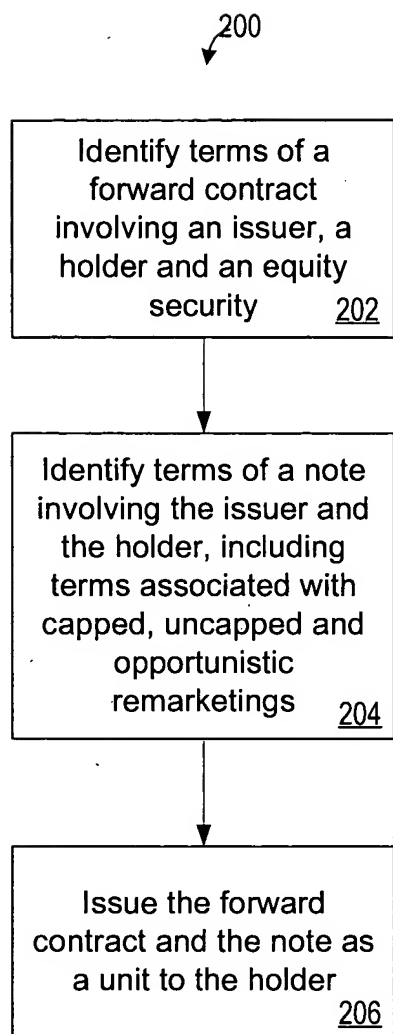 200
Identify terms of a
forward contract
involving an issuer, a
holder and an equity
security
202
Identify terms of a note
involving the issuer and
the holder, including
terms associated with
capped, uncapped and
opportunistic
remarketings
204
Issue the forward
contract and the note as
a unit to the holder
206